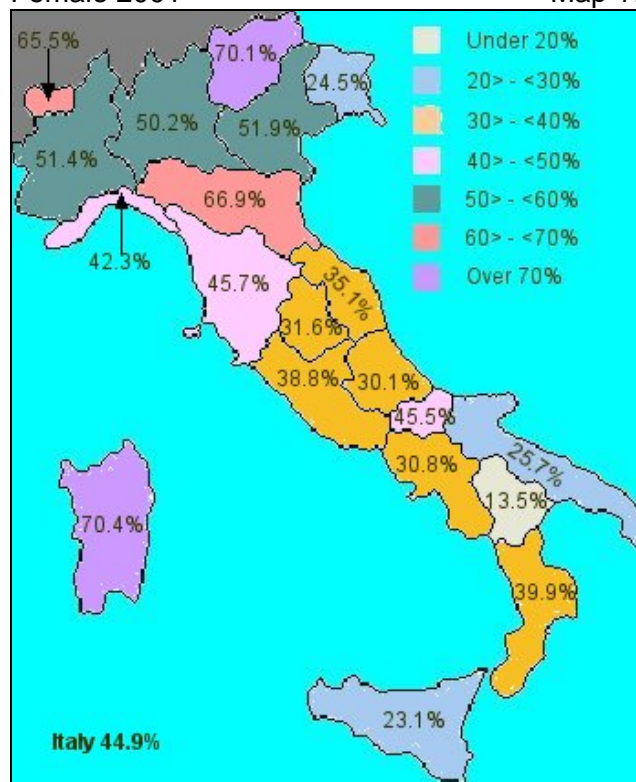 65.5%
70.1%
Under 20%
24.5%
20> - <30%
50.2%
51.9%
30> - <40%
51.4%
40> - <50%
66.9%
50> - <60%
60> - <70%
42.3%
45.7%
35.1%
Over 70%
31.6%
38.8%
30.1%
45.5%
30.8%
25.7%
13.5%
70.4%
39.9%
23.1%
Italy 44.9%